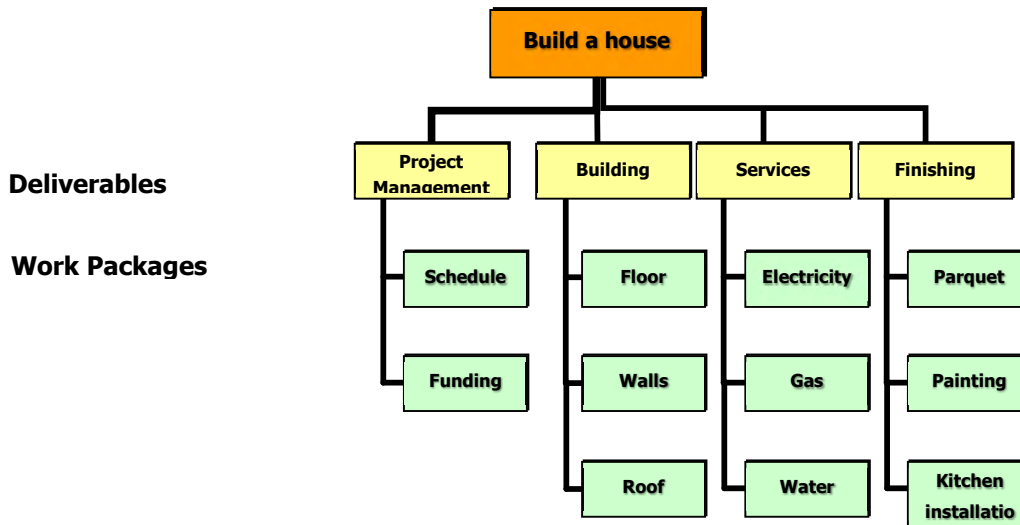 Build a house
Deliverables
Project
Management
Building
Services
Finishing
Work Packages
Schedule
Floor
Electricity
Parquet
Funding
Walls
Gas
Painting
Roof
Water
Kitchen
installatio